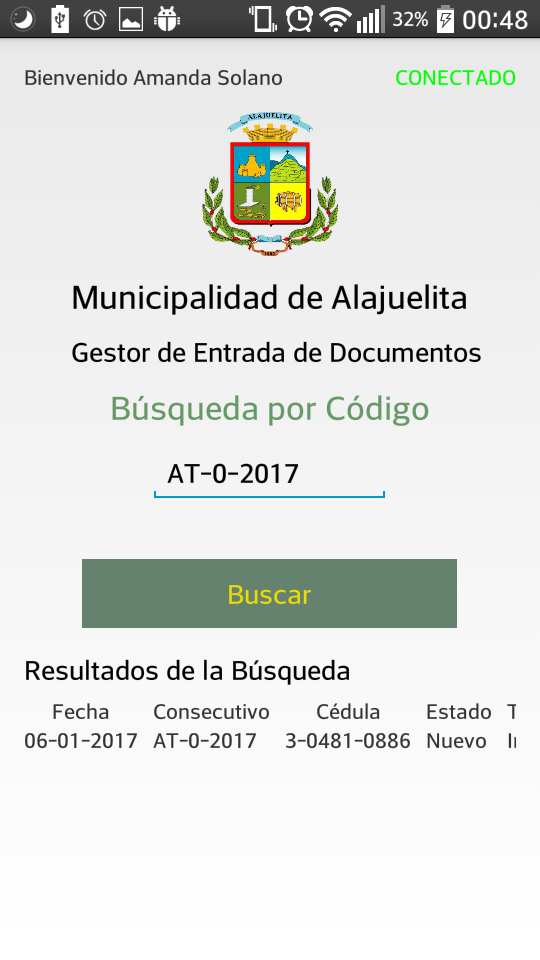 32% 00:48
Bienvenido Amanda Solano CONECTADO
ALAJUELITA
Municipalidad de Alajuelita
Gestor de Entrada de Documentos
Búsqueda por Código
AT-0-2017
Buscar
Resultados de la Búsqueda
Fecha Consecutivo Cédula Estado
06-01-2017 AT-0-2017 3-0481-0886 Nuevo